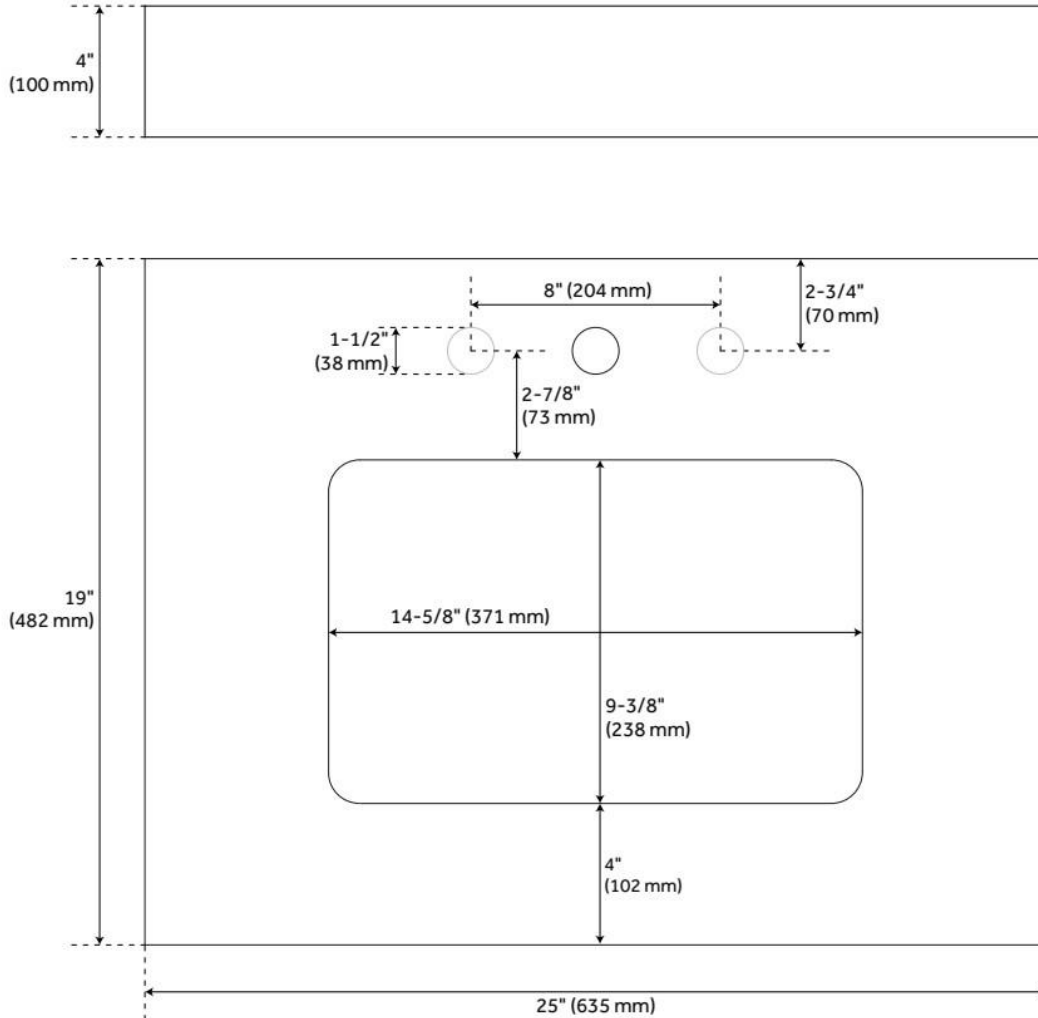 4"
(100 mm)
8" (204 mm)
2-3/4"
(70 mm)
1-1/2"
(38 mm)
2-7/8"
(73 mm)
19"
(482 mm)
14-5/8" (371 mm)
9-3/8"
(238 mm)
4"
(102 mm)
25" (635 mm)